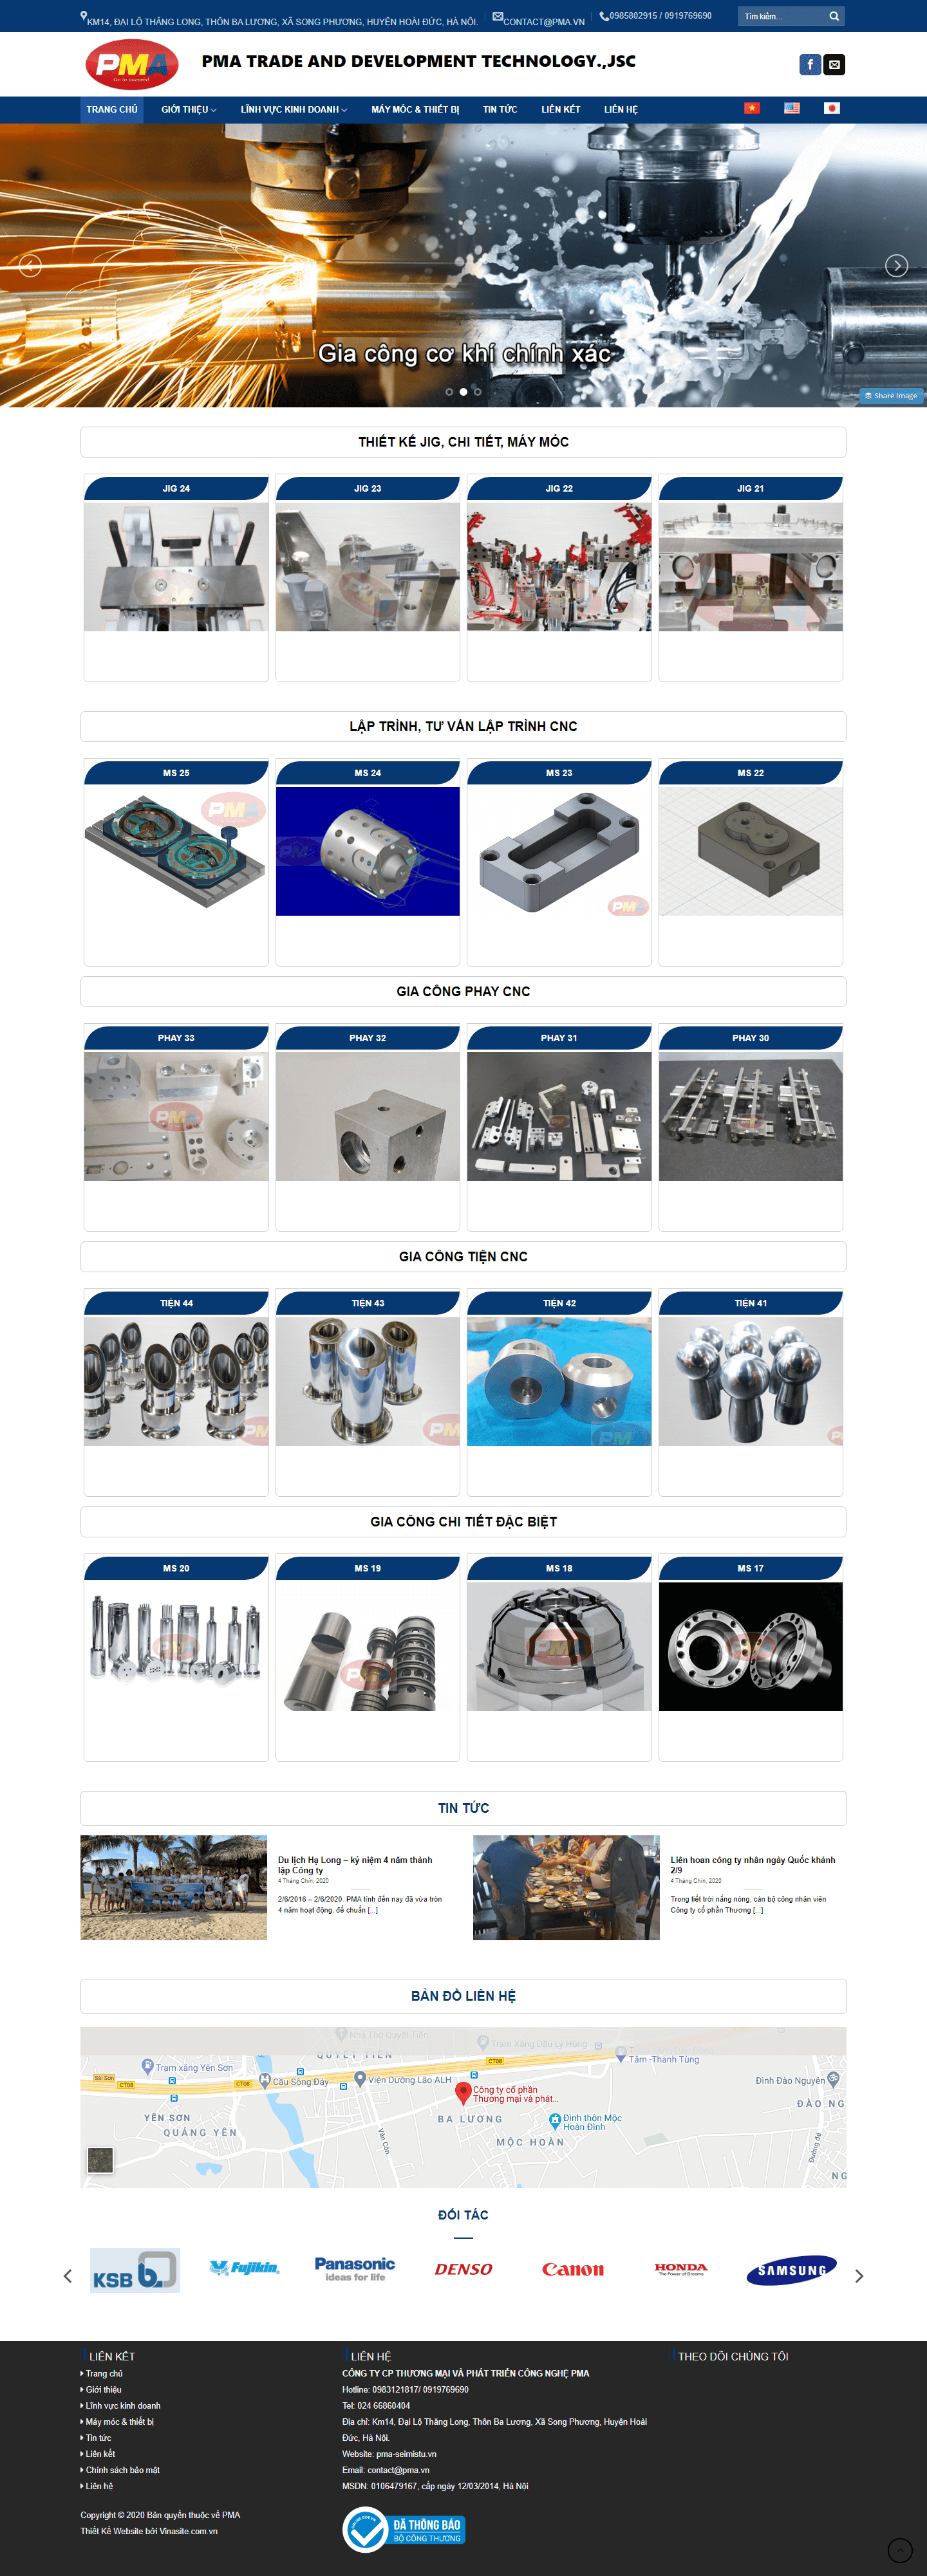 KM14, ĐẠI LỘ THĂNG LONG, THÔN BA LƯƠNG, XÃ SONG PHƯƠNG, HUYỆN HOÀI ĐỨC, HÀ NỘI.
CONTACT@PMA.VN
0985802915 / 0919769690
Tìm kiếm…
PMA
Go to succeed
PMA TRADE AND DEVELOPMENT TECHNOLOGY.,JSC
TRANG CHỦ
GIỚI THIỆU
LĨNH VỰC KINH DOANH
MÁY MÓC & THIẾT BỊ
TIN TỨC
LIÊN KẾT
LIÊN HỆ
Gia công cơ khí chính xác
Share Image
THIẾT KẾ JIG, CHI TIẾT, MÁY MÓC
JIG 24
JIG 23
JIG 22
JIG 21
LẬP TRÌNH, TƯ VẤN LẬP TRÌNH CNC
MS 25
MS 24
MS 23
MS 22
GIA CÔNG PHAY CNC
PHAY 33
PHAY 32
PHAY 31
PHAY 30
GIA CÔNG TIỆN CNC
TIỆN 44
TIỆN 43
TIỆN 42
TIỆN 41
GIA CÔNG CHI TIẾT ĐẶC BIỆT
MS 20
MS 19
MS 18
MS 17
TIN TỨC
Du lịch Hạ Long – kỷ niệm 4 năm thành
lập Công ty
4 Tháng Chín, 2020
2/6/2016 – 2/6/2020. PMA tính đến nay đã vừa tròn
4 năm hoạt động, để chuẩn [...]
Liên hoan công ty nhân ngày Quốc khánh
2/9
4 Tháng Chín, 2020
Trong tiết trời nắng nóng, cán bộ công nhân viên
Công ty cổ phần Thương [...]
BẢN ĐỒ LIÊN HỆ
Nhà Thờ Quyết Tiến
QUYẾT TIẾN
Trạm Xăng Dầu Lý Hùng
Tâm -Thanh Tùng
Trạm xăng Yên Sơn
Sài Sơn
CT08
CT08
CT08
CT08
Cầu Sông Đáy
Viện Dưỡng Lão ALH
Công ty cổ phần
Thương mại và phát...
Đình Đào Nguyên
ĐÀO NG
YÊN SƠN
QUẢNG YÊN
BA LƯƠNG
Đình thôn Mộc
Hoàn Đình
MỘC HOÀN
NG
ĐỐI TÁC
KSB
Fujikin
Panasonic
ideas for life
DENSO
Canon
HONDA
The Power of Dreams
SAMSUNG
LIÊN KẾT
Trang chủ
Giới thiệu
Lĩnh vực kinh doanh
Máy móc & thiết bị
Tin tức
Liên kết
Chính sách bảo mật
Liên hệ
Copyright © 2020 Bản quyền thuộc về PMA
Thiết Kế Website bởi Vinasite.com.vn
LIÊN HỆ
CÔNG TY CP THƯƠNG MẠI VÀ PHÁT TRIỂN CÔNG NGHỆ PMA
Hotline: 0983121817/ 0919769690
Tel: 024 66860404
Địa chỉ: Km14, Đại Lộ Thăng Long, Thôn Ba Lương, Xã Song Phương, Huyện Hoài
Đức, Hà Nội.
Website: pma-seimistu.vn
Email: contact@pma.vn
MSDN: 0106479167, cấp ngày 12/03/2014, Hà Nội
ĐÃ THÔNG BÁO
BỘ CÔNG THƯƠNG
THEO DÕI CHÚNG TÔI